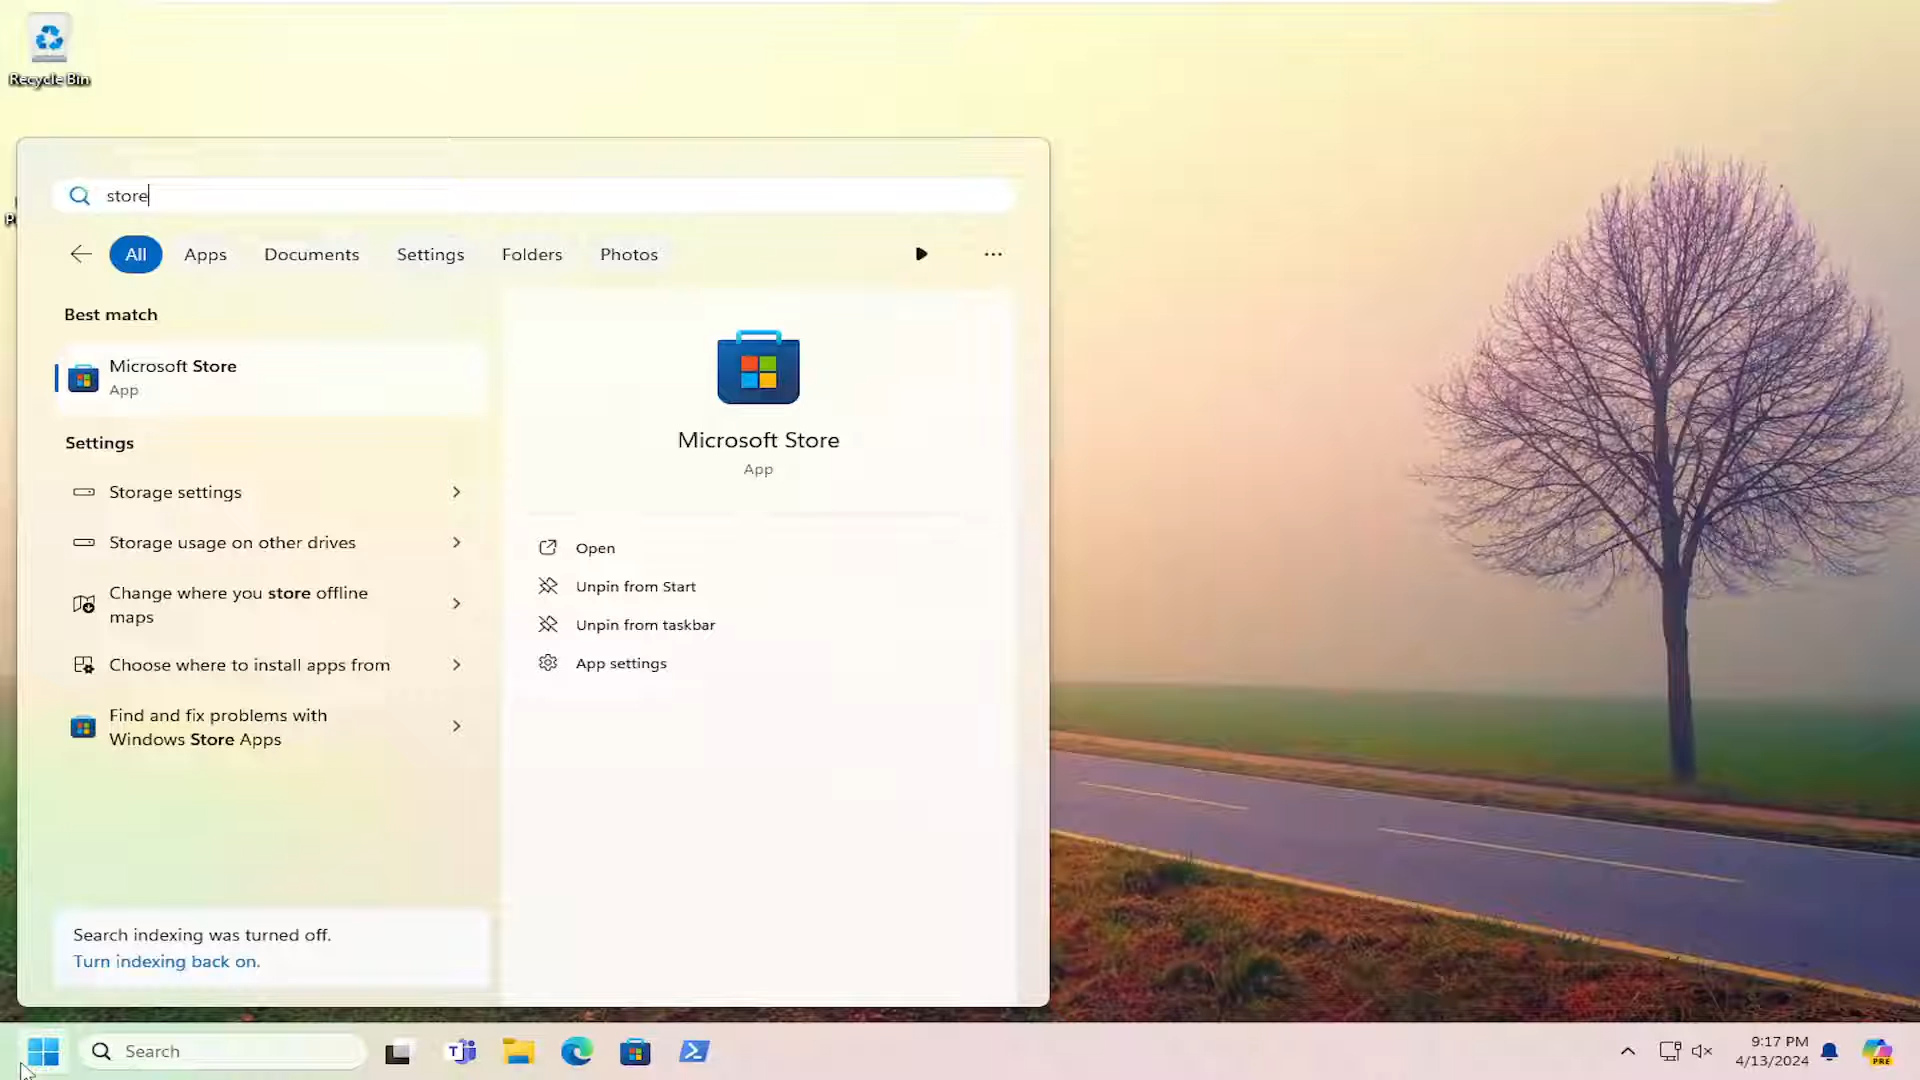 Recycle Bin
store
All
Apps
Documents
Settings
Folders
Photos
Best match
Microsoft Store
App
Settings
Storage settings
Storage usage on other drives
Change where you store offline
maps
Choose where to install apps from
Find and fix problems with
Windows Store Apps
Search indexing was turned off.
Turn indexing back on.
Microsoft Store
App
Open
Unpin from Start
Unpin from taskbar
App settings
Search
9:17 PM
4/13/2024
PRE